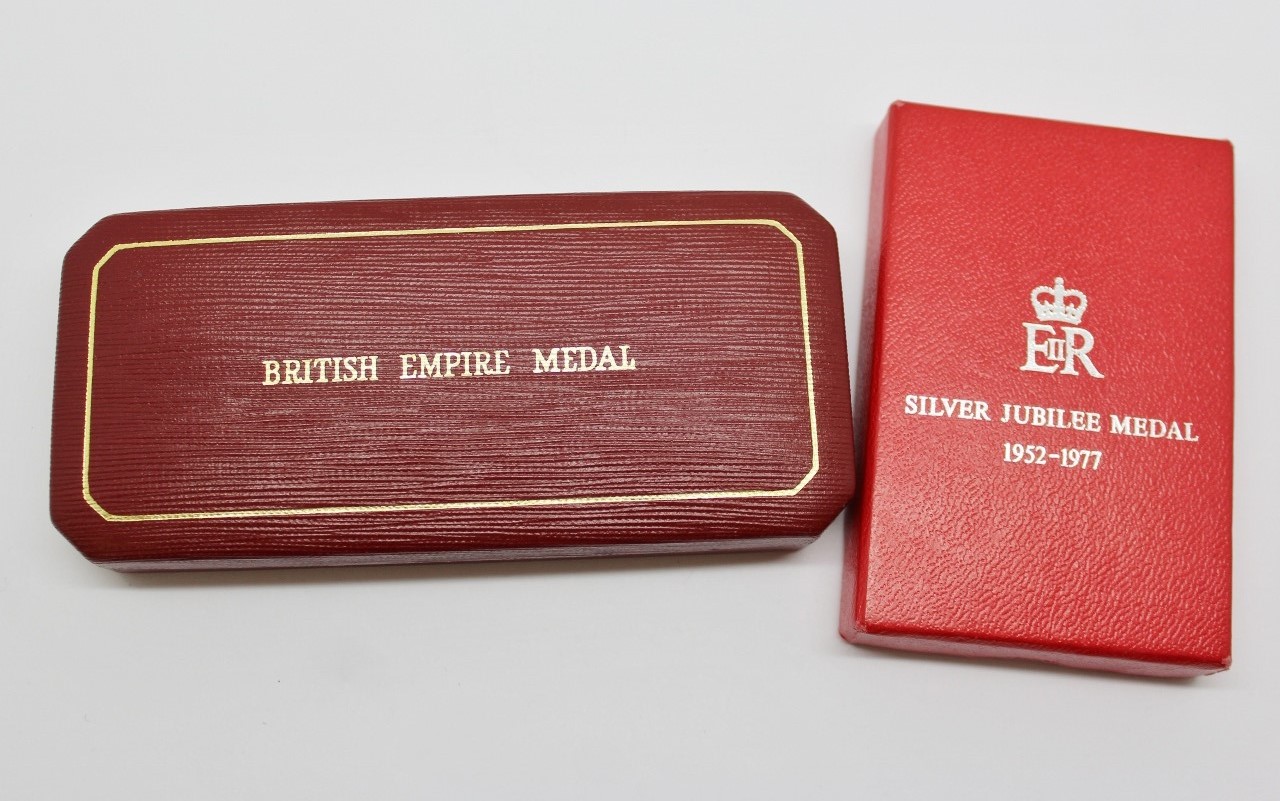 BRITISH EMPIRE MEDAL
EIIR
SILVER JUBILEE MEDAL
1952-1977